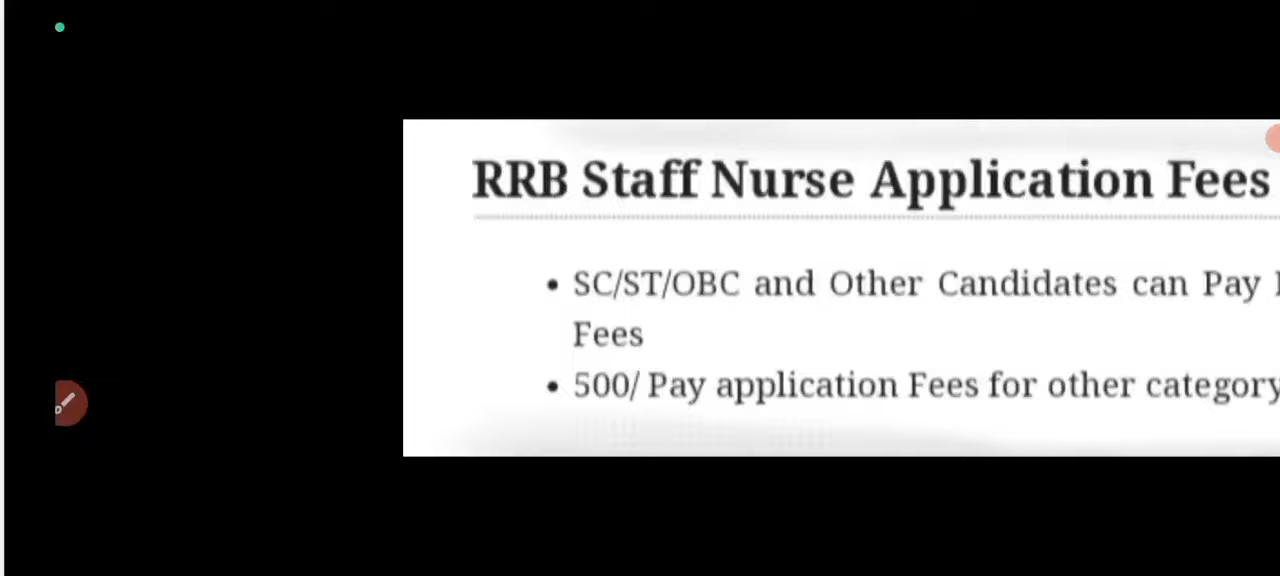 RRB Staff Nurse Application Fees
• SC/ST/OBC and Other Candidates can Pay
Fees
• 500/ Pay application Fees for other category